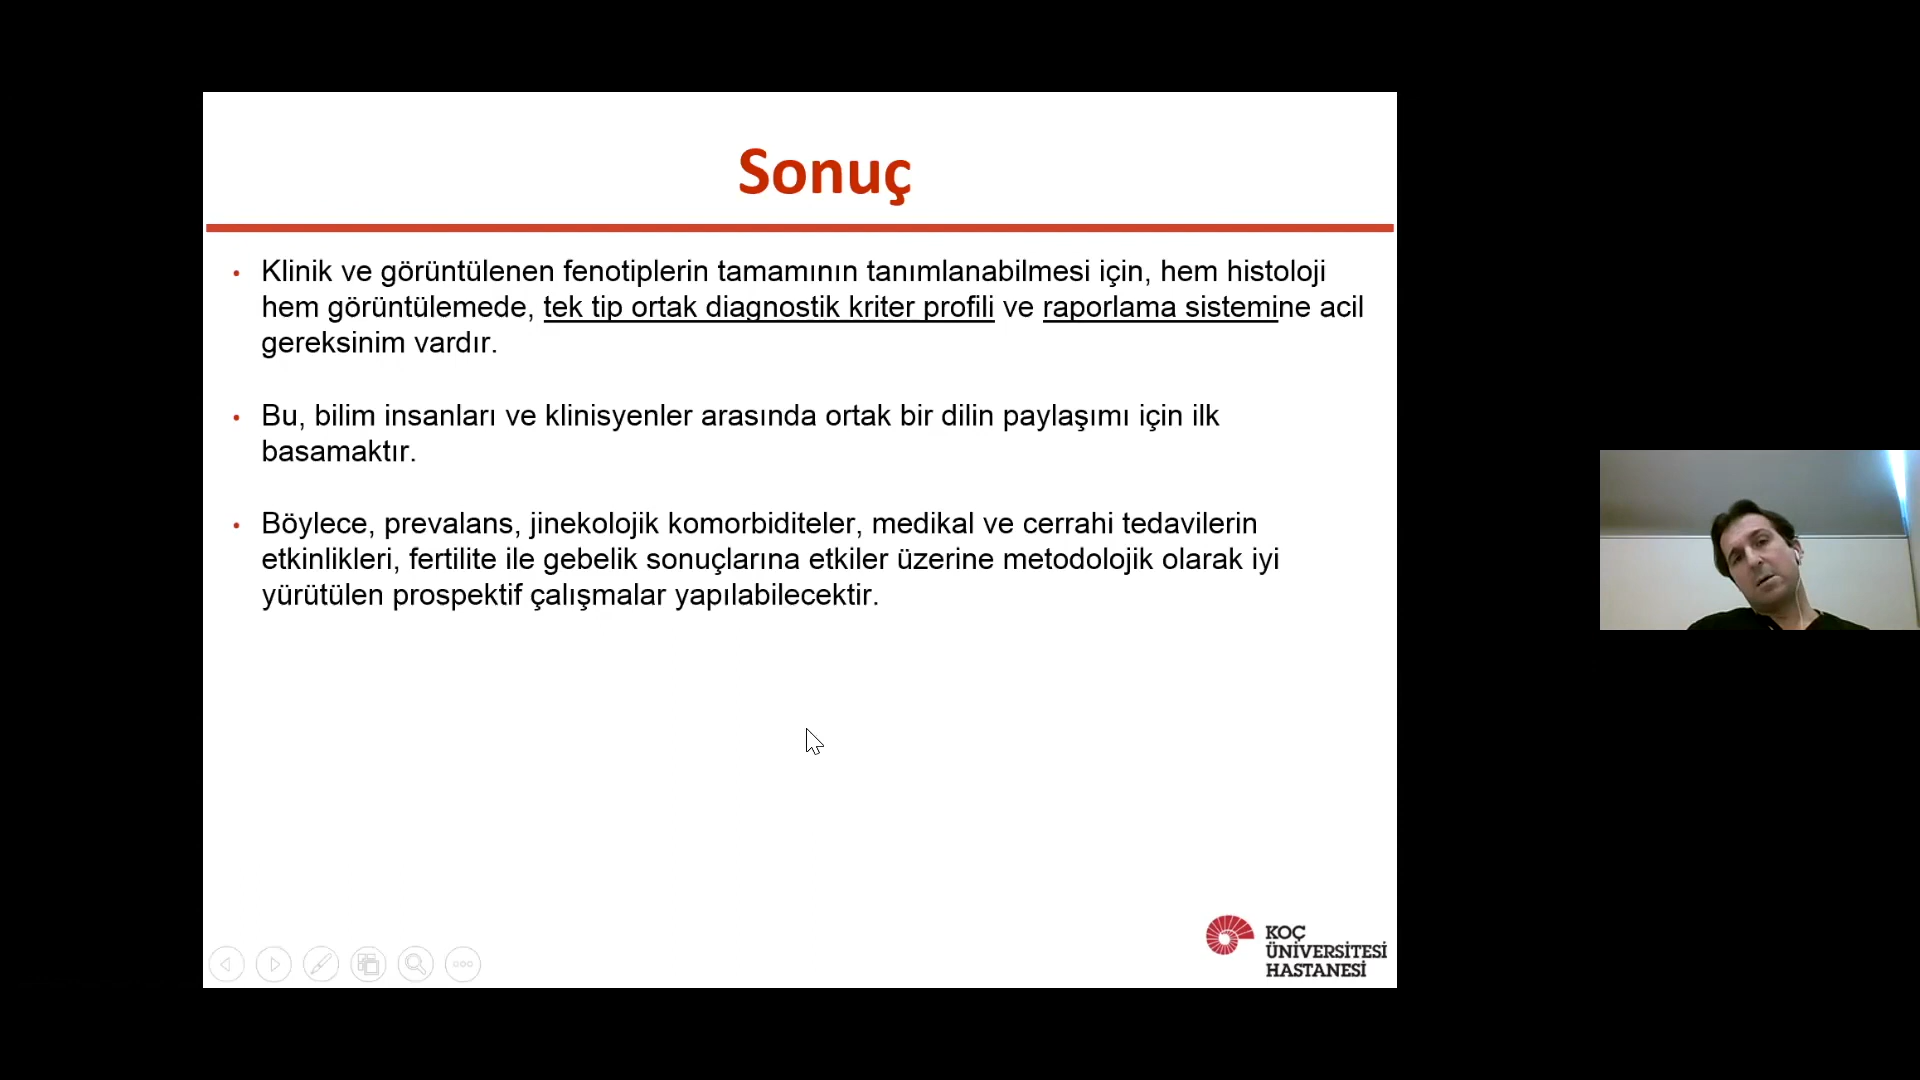 Sonuç
• Klinik ve görüntülenen fenotiplerin tamamının tanımlanabilmesi için, hem histoloji
hem görüntülemede, tek tip ortak diagnostik kriter profili ve raporlama sistemine acil
gereksinim vardır.
• Bu, bilim insanları ve klinisyenler arasında ortak bir dilin paylaşımı için ilk
basamaktır.
• Böylece, prevalans, jinekolojik komorbiditeler, medikal ve cerrahi tedavilerin
etkinlikleri, fertilite ile gebelik sonuçlarına etkiler üzerine metodolojik olarak iyi
yürütülen prospektif çalışmalar yapılabilecektir.
KOÇ
ÜNİVERSİTESİ
HASTANESİ